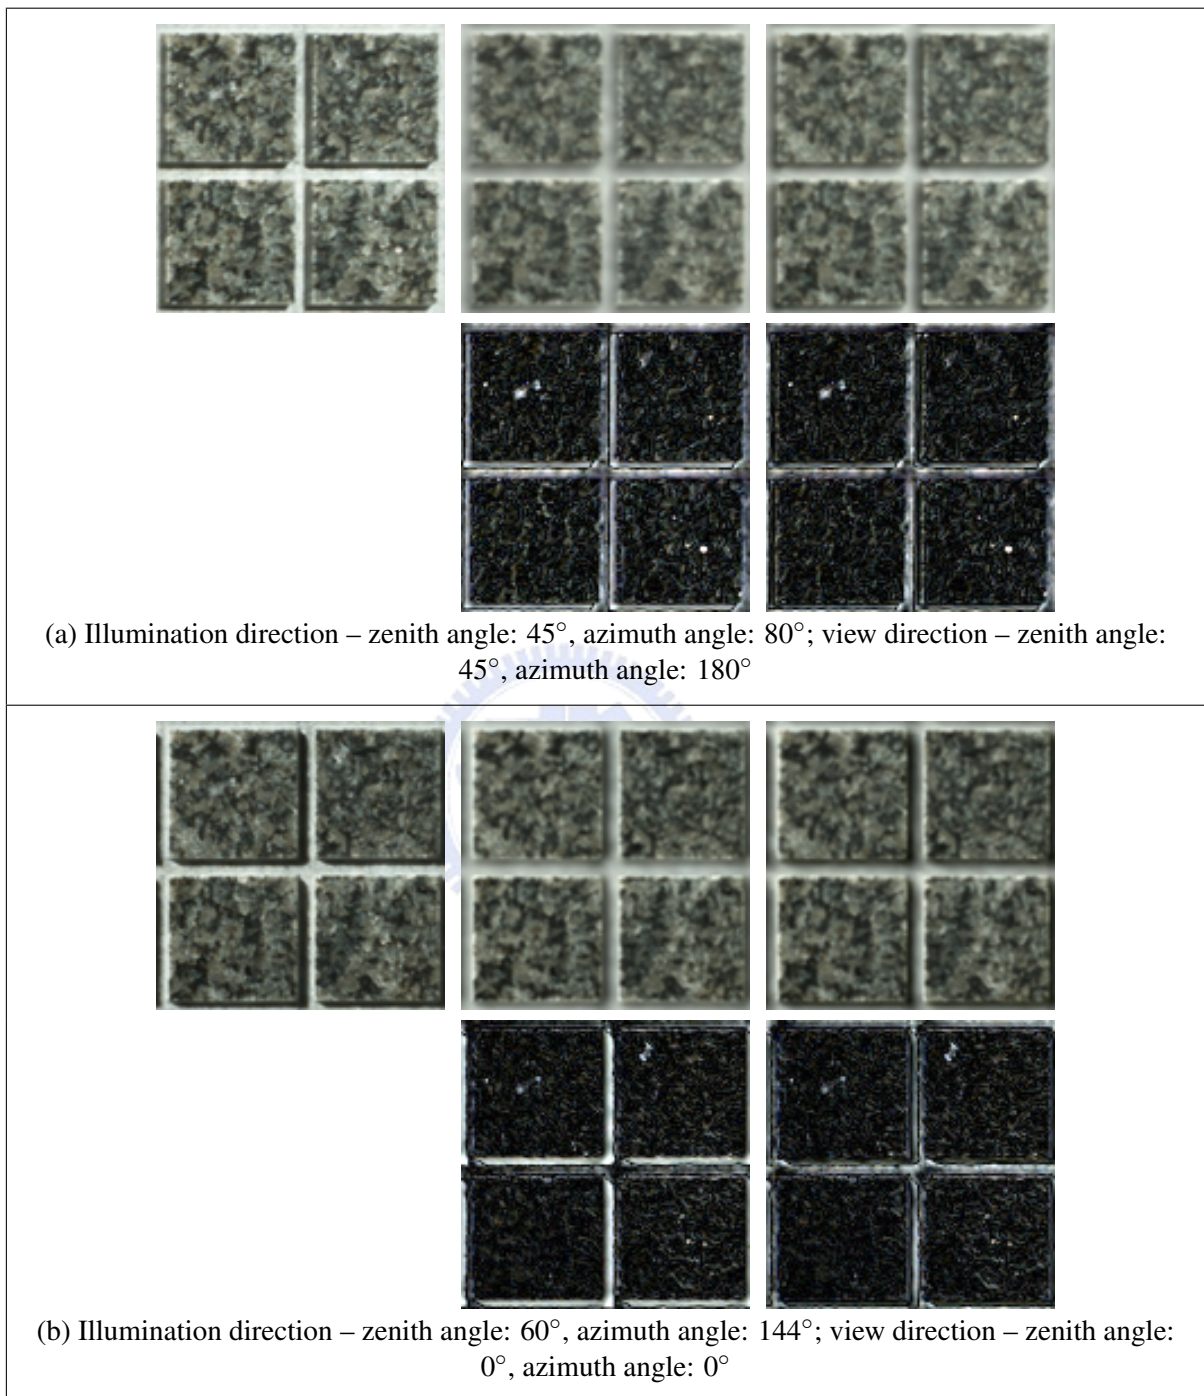 (a) Illumination direction – zenith angle: 45°, azimuth angle: 80°; view direction – zenith angle:
45°, azimuth angle: 180°
(b) Illumination direction – zenith angle: 60°, azimuth angle: 144°; view direction – zenith angle:
0°, azimuth angle: 0°